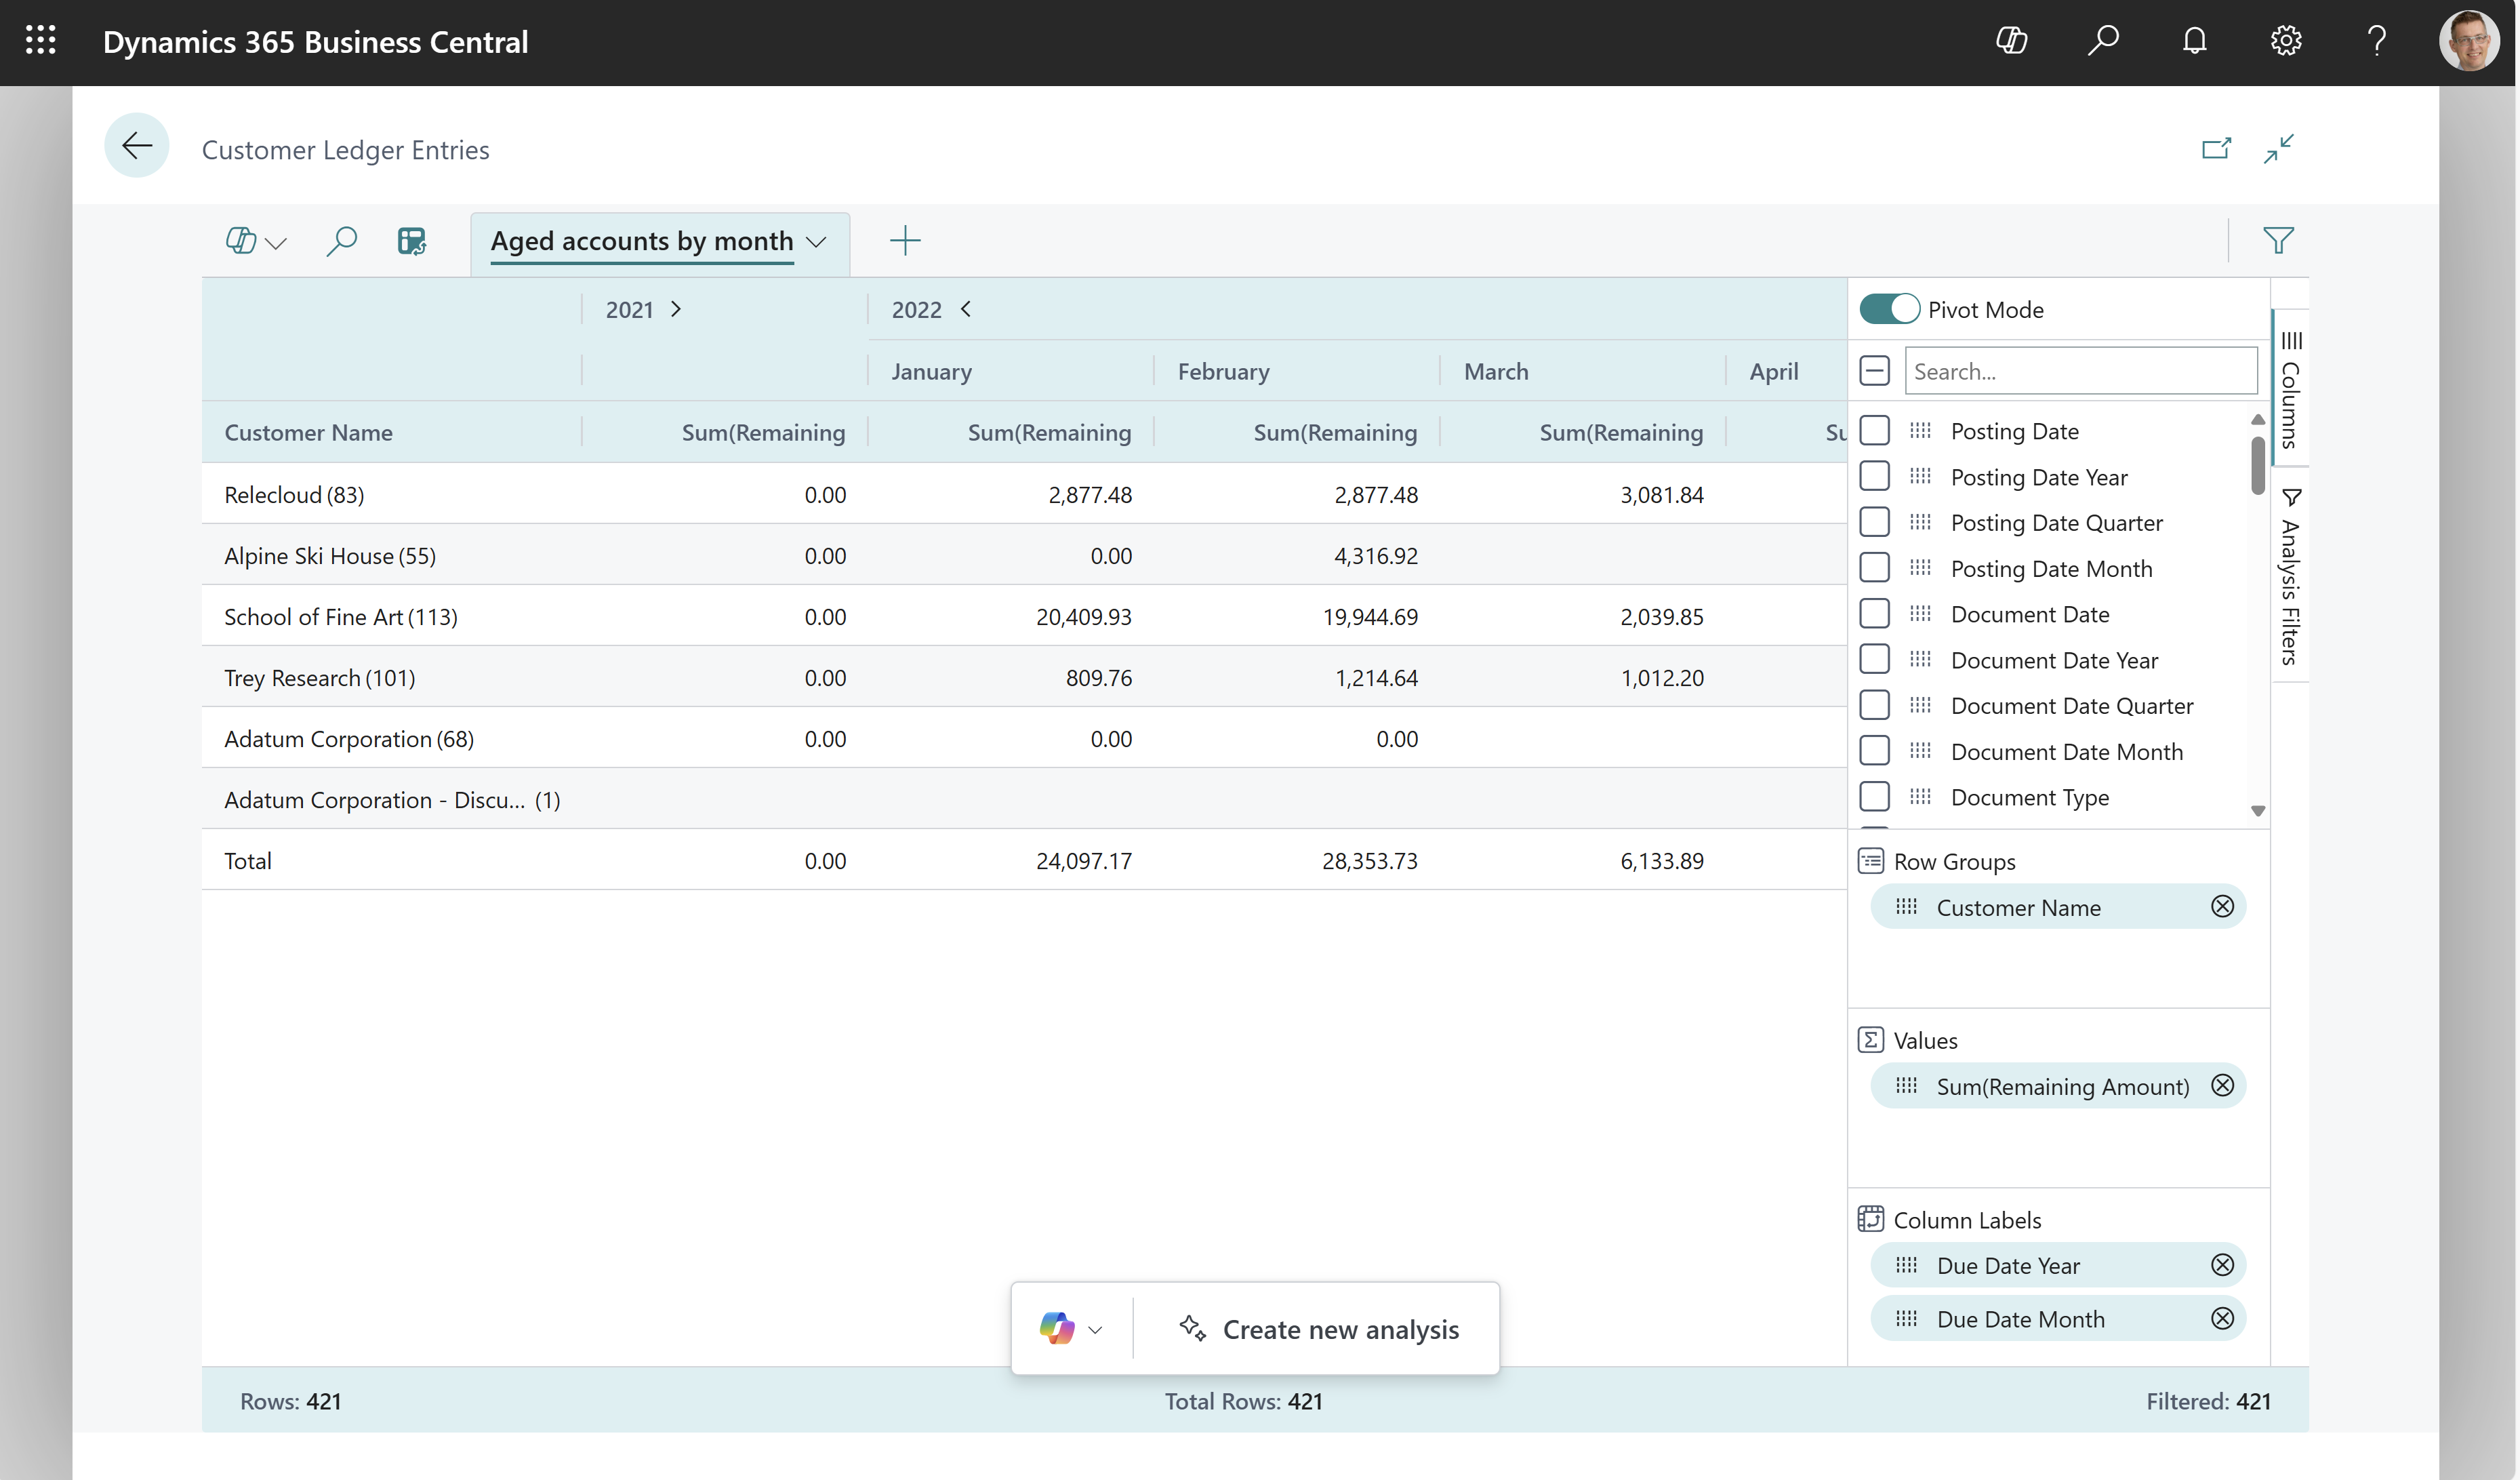 Dynamics 365 Business Central
Customer Ledger Entries
Aged accounts by month
2021 2022
January February March April
Customer Name Sum(Remaining Sum(Remaining Sum(Remaining Sum(Remaining Su
Relecloud (83) 0.00 2,877.48 2,877.48 3,081.84
Alpine Ski House (55) 0.00 0.00 4,316.92
School of Fine Art (113) 0.00 20,409.93 19,944.69 2,039.85
Trey Research (101) 0.00 809.76 1,214.64 1,012.20
Adatum Corporation (68) 0.00 0.00 0.00
Adatum Corporation - Discu... (1)
Total 0.00 24,097.17 28,353.73 6,133.89
Pivot Mode
Search...
Posting Date
Posting Date Year
Posting Date Quarter
Posting Date Month
Document Date
Document Date Year
Document Date Quarter
Document Date Month
Document Type
Row Groups
Customer Name
Values
Sum(Remaining Amount)
Column Labels
Due Date Year
Due Date Month
Columns
Analysis Filters
Create new analysis
Rows: 421 Total Rows: 421 Filtered: 421